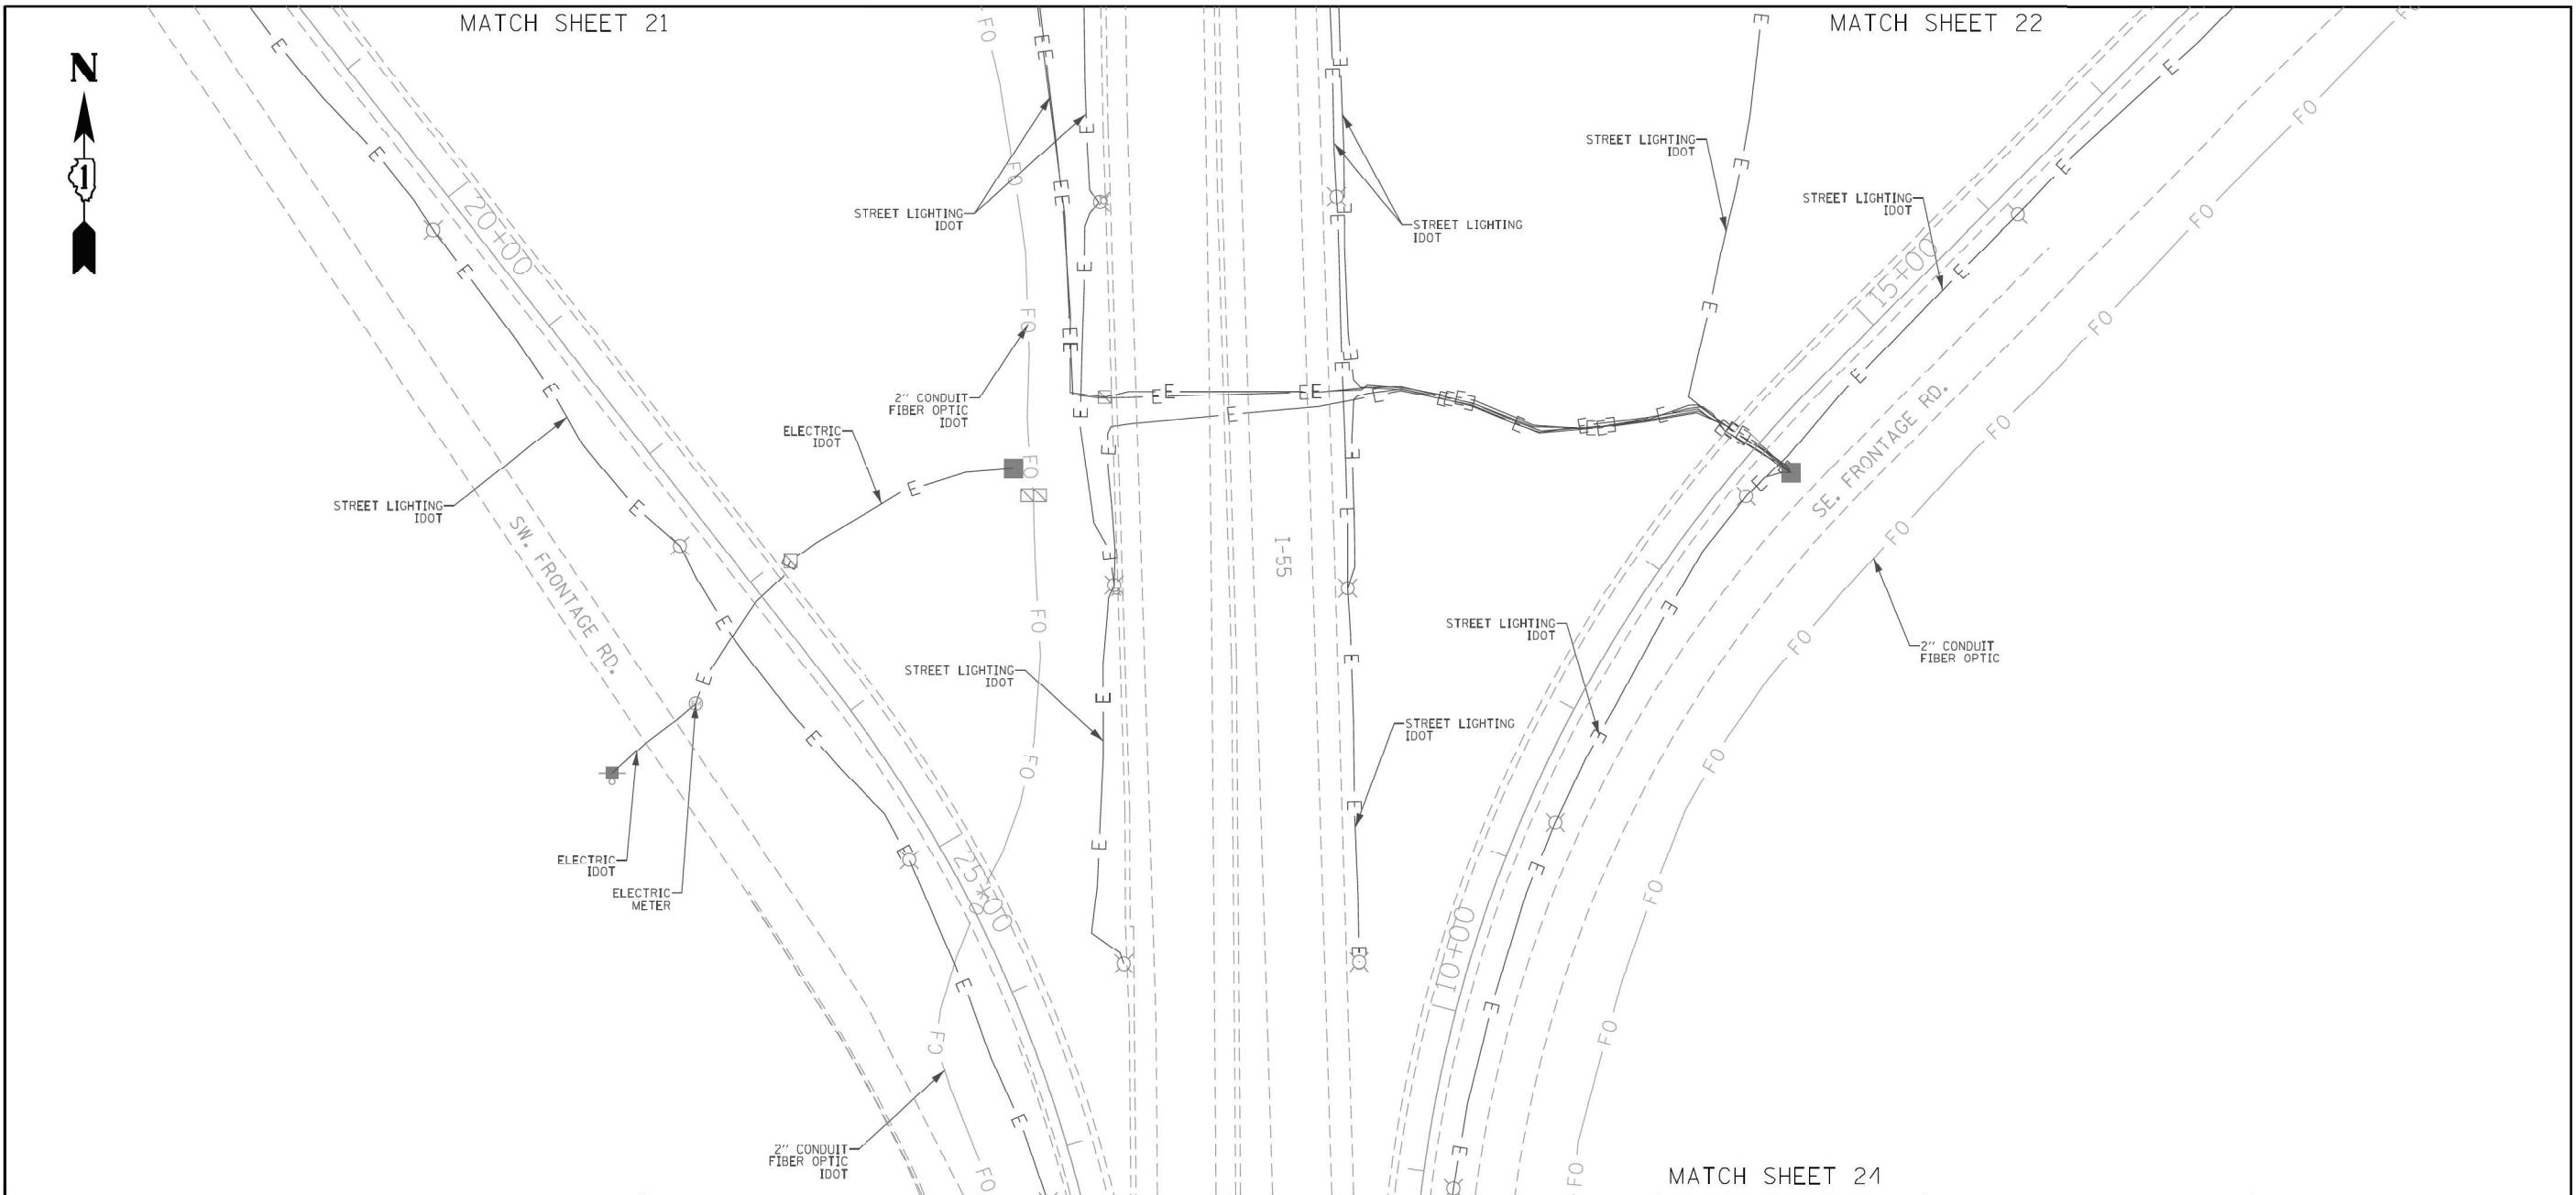 MATCH SHEET 21
MATCH SHEET 22
N
1
STREET LIGHTING
IDOT
STREET LIGHTING
IDOT
STREET LIGHTING
IDOT
STREET LIGHTING
IDOT
20+00
15+00
2" CONDUIT
FIBER OPTIC
IDOT
ELECTRIC
IDOT
STREET LIGHTING
IDOT
SW. FRONTAGE RD.
I-55
SE. FRONTAGE RD.
STREET LIGHTING
IDOT
2" CONDUIT
FIBER OPTIC
STREET LIGHTING
IDOT
STREET LIGHTING
IDOT
ELECTRIC
IDOT
ELECTRIC
METER
25+00
10+00
2" CONDUIT
FIBER OPTIC
IDOT
E
FO